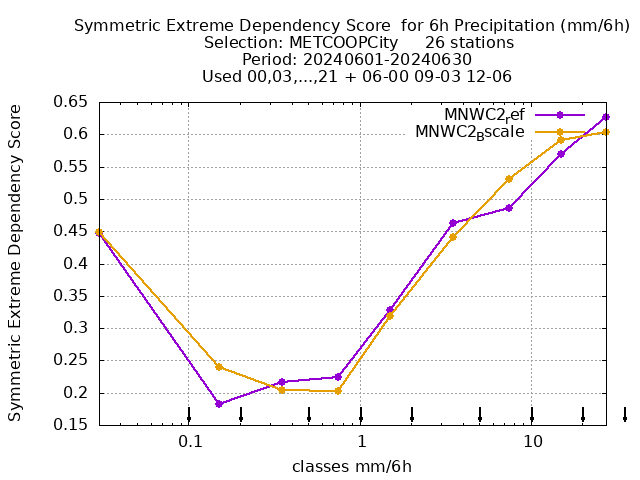 Symmetric Extreme Dependency Score  for 6h Precipitation (mm/6h)
Selection: METCOOPCity     26 stations
Period: 20240601-20240630
Used 00,03,...,21 + 06-00 09-03 12-06
Symmetric Extreme Dependency Score
0.65
0.6
0.55
0.5
0.45
0.4
0.35
0.3
0.25
0.2
0.15
MNWC2ref
MNWC2Bscale
0.1
1
10
classes mm/6h